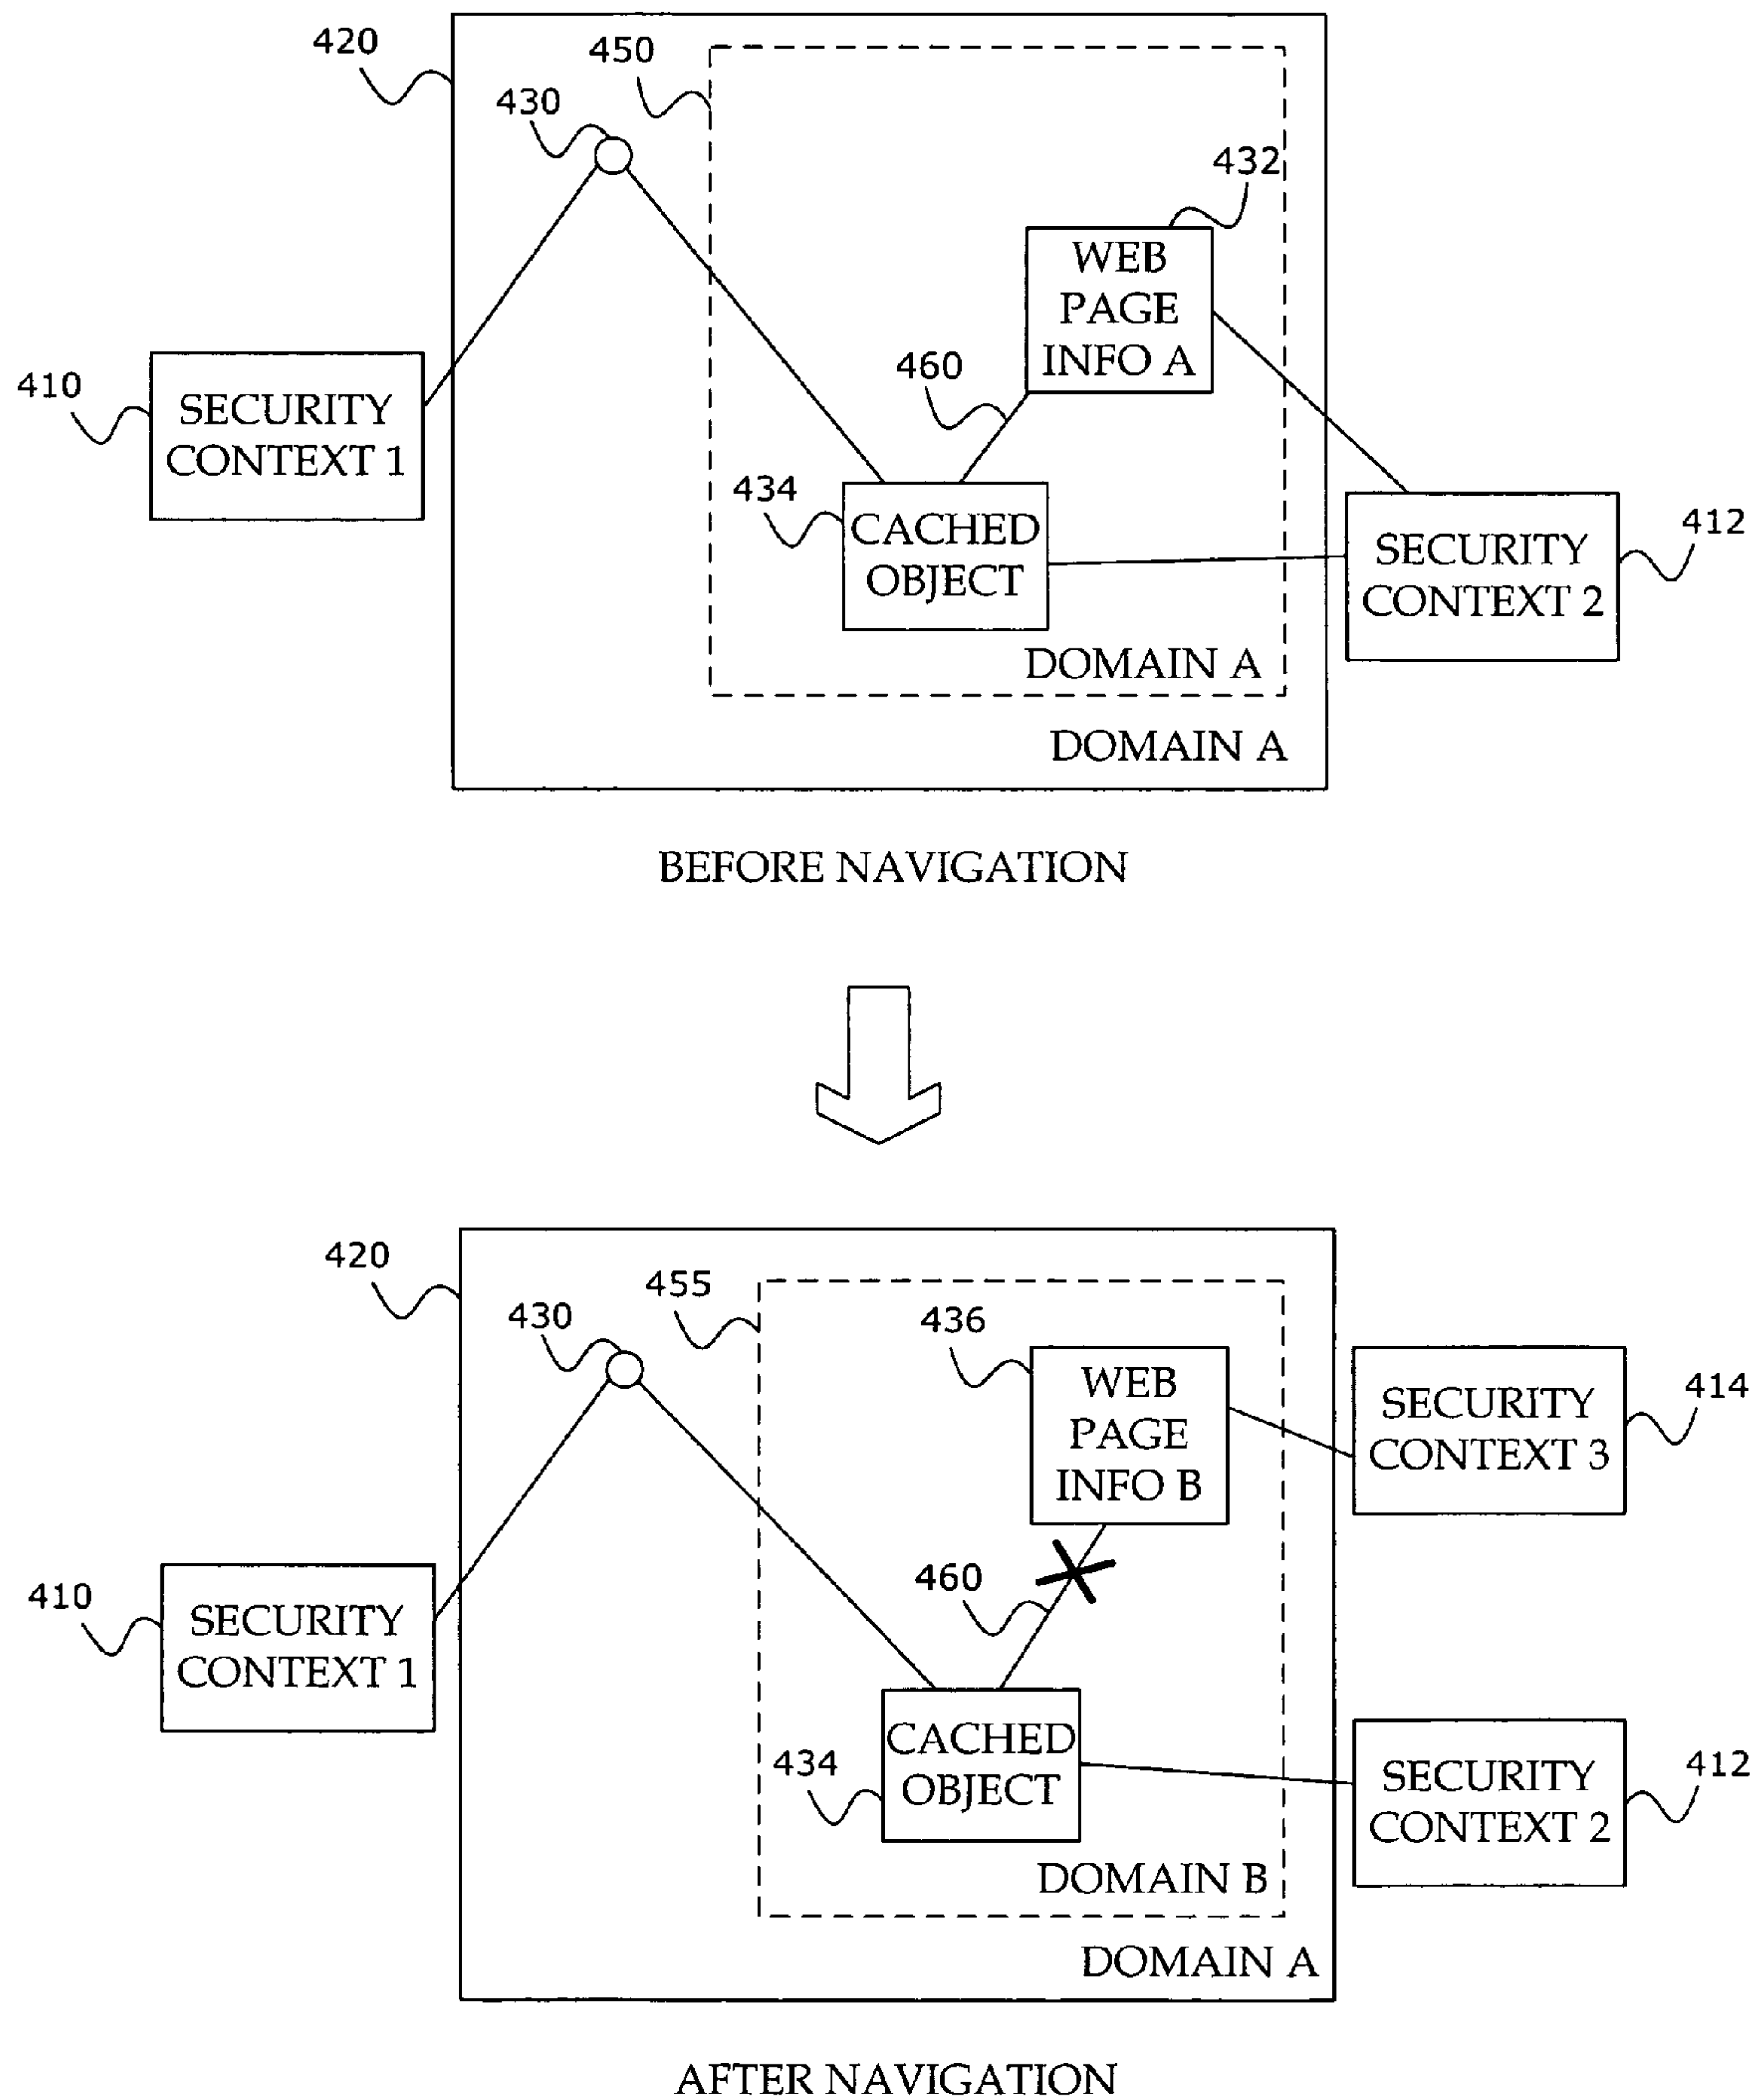 420
450
430
432
WEB
PAGE
INFO A
460
410
SECURITY
CONTEXT 1
434
CACHED
OBJECT
412
SECURITY
CONTEXT 2
DOMAIN A
DOMAIN A
BEFORE NAVIGATION
420
455
430
436
WEB
PAGE
INFO B
SECURITY
CONTEXT 3
414
460
410
SECURITY
CONTEXT 1
434
CACHED
OBJECT
SECURITY
CONTEXT 2
412
DOMAIN B
DOMAIN A
AFTER NAVIGATION